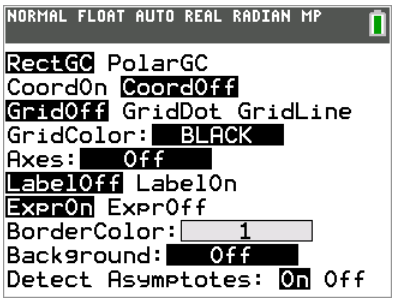 NORMAL FLOAT AUTO REAL RADIAN MP
RectGC PolarGC
CoordOn CoordOff
GridOff GridDot GridLine
GridColor: BLACK
Axes: Off
LabelOff LabelOn
ExprOn ExprOff
BorderColor: 1
Background: Off
Detect Asymptotes: On Off